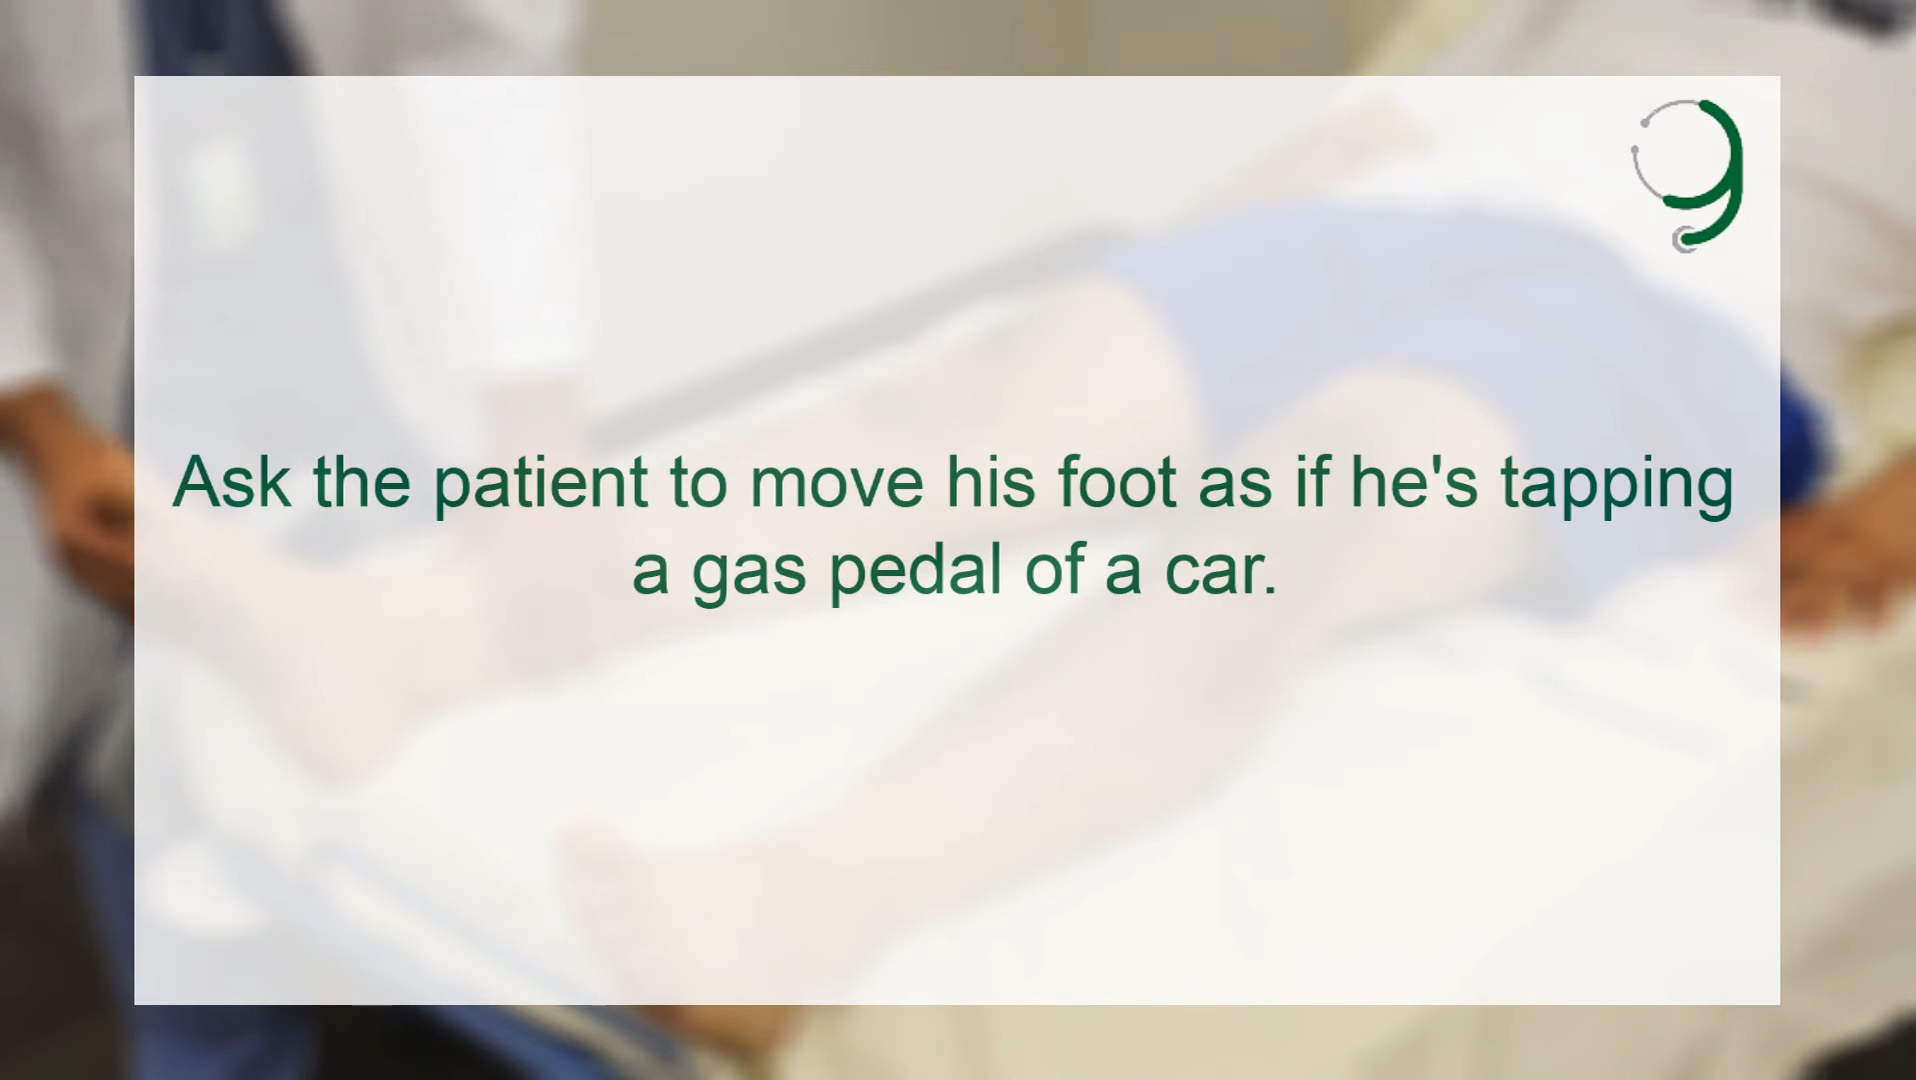 Ask the patient to move his foot as if he's tapping
a gas pedal of a car.